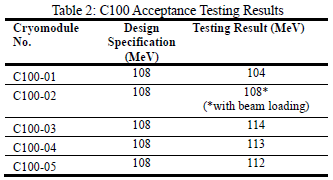 Table 2: C100 Acceptance Testing Results
Cryomodule Design Testing Result (MeV)
No. Specification
(MeV)
C100-01 108 104
C100-02 108 108*
(*with beam loading)
C100-03 108 114
C100-04 108 113
C100-05 108 112